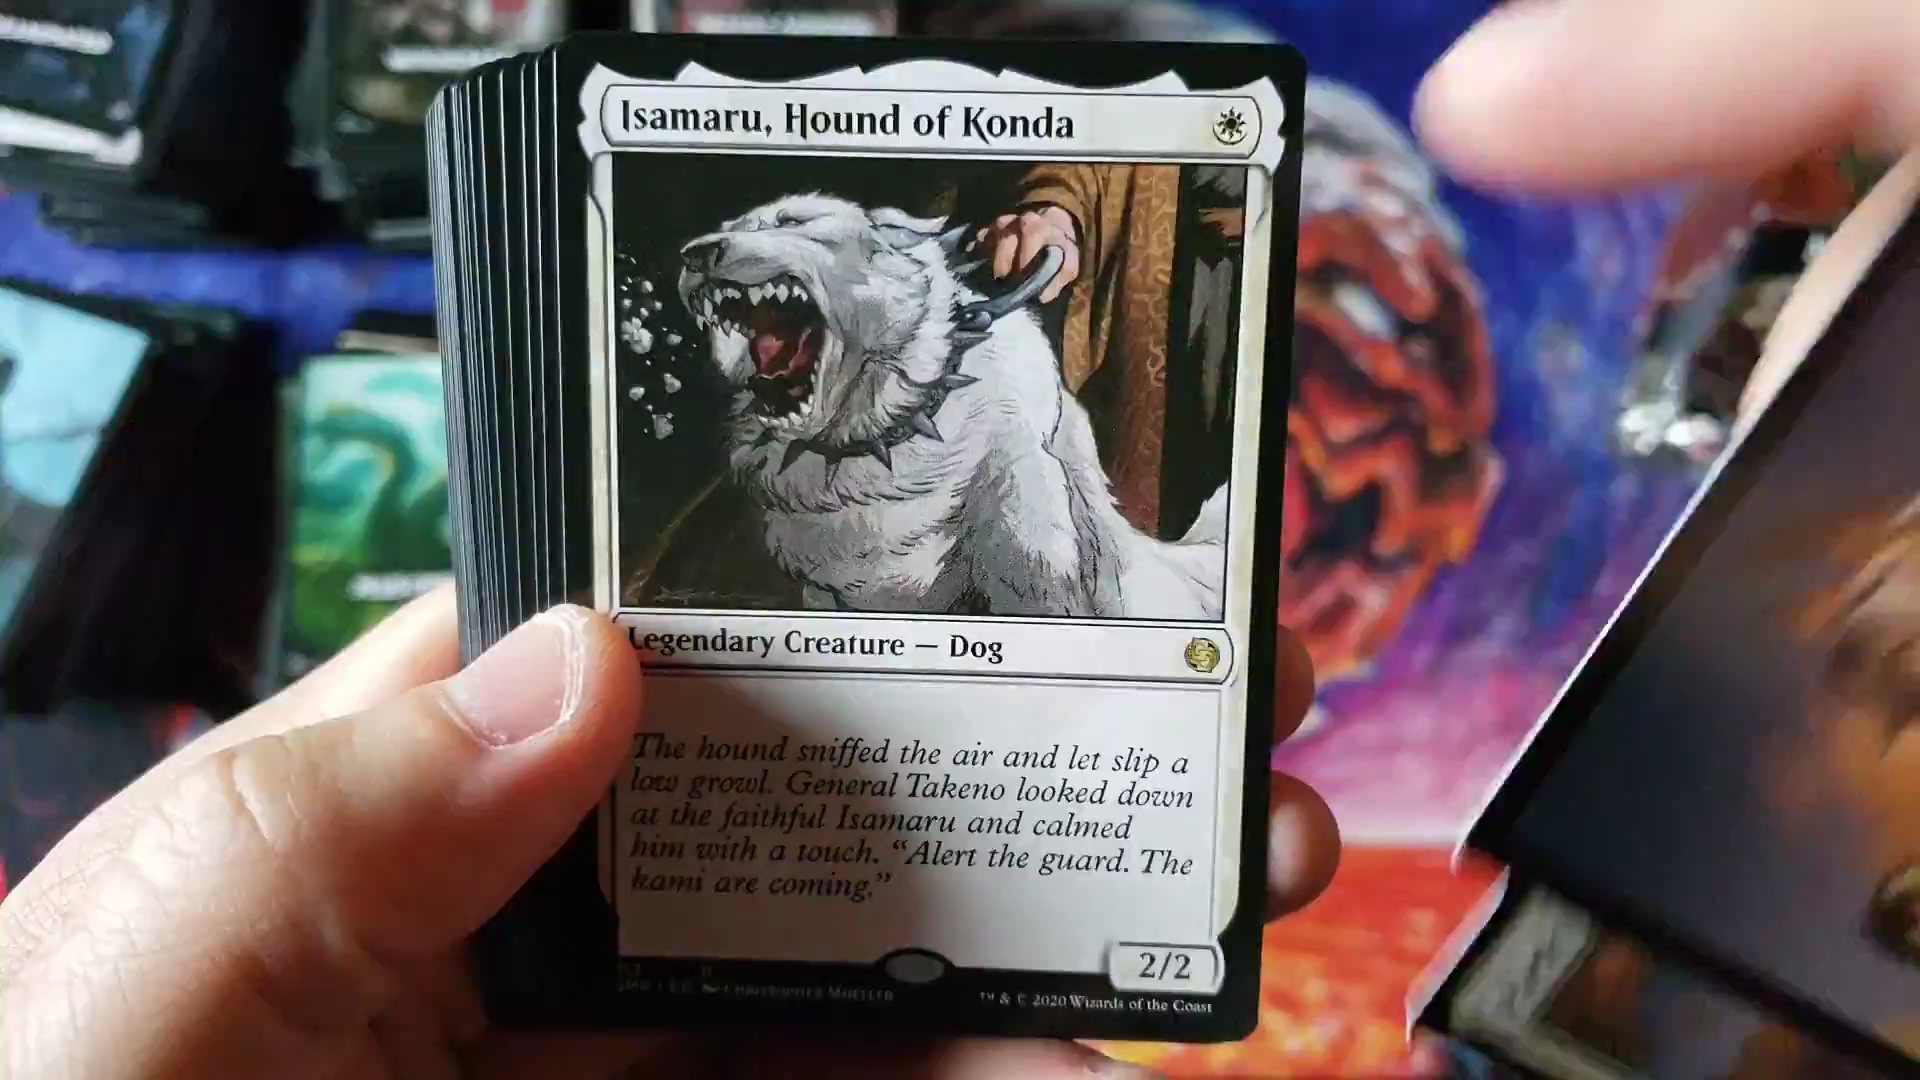 Isamaru, Hound of Konda
Legendary Creature — Dog
The hound sniffed the air and let slip a
low growl. General Takeno looked down
at the faithful Isamaru and calmed
him with a touch. “Alert the guard. The
kami are coming.”
2/2
Christopher Moeller
™ & © 2020 Wizards of the Coast